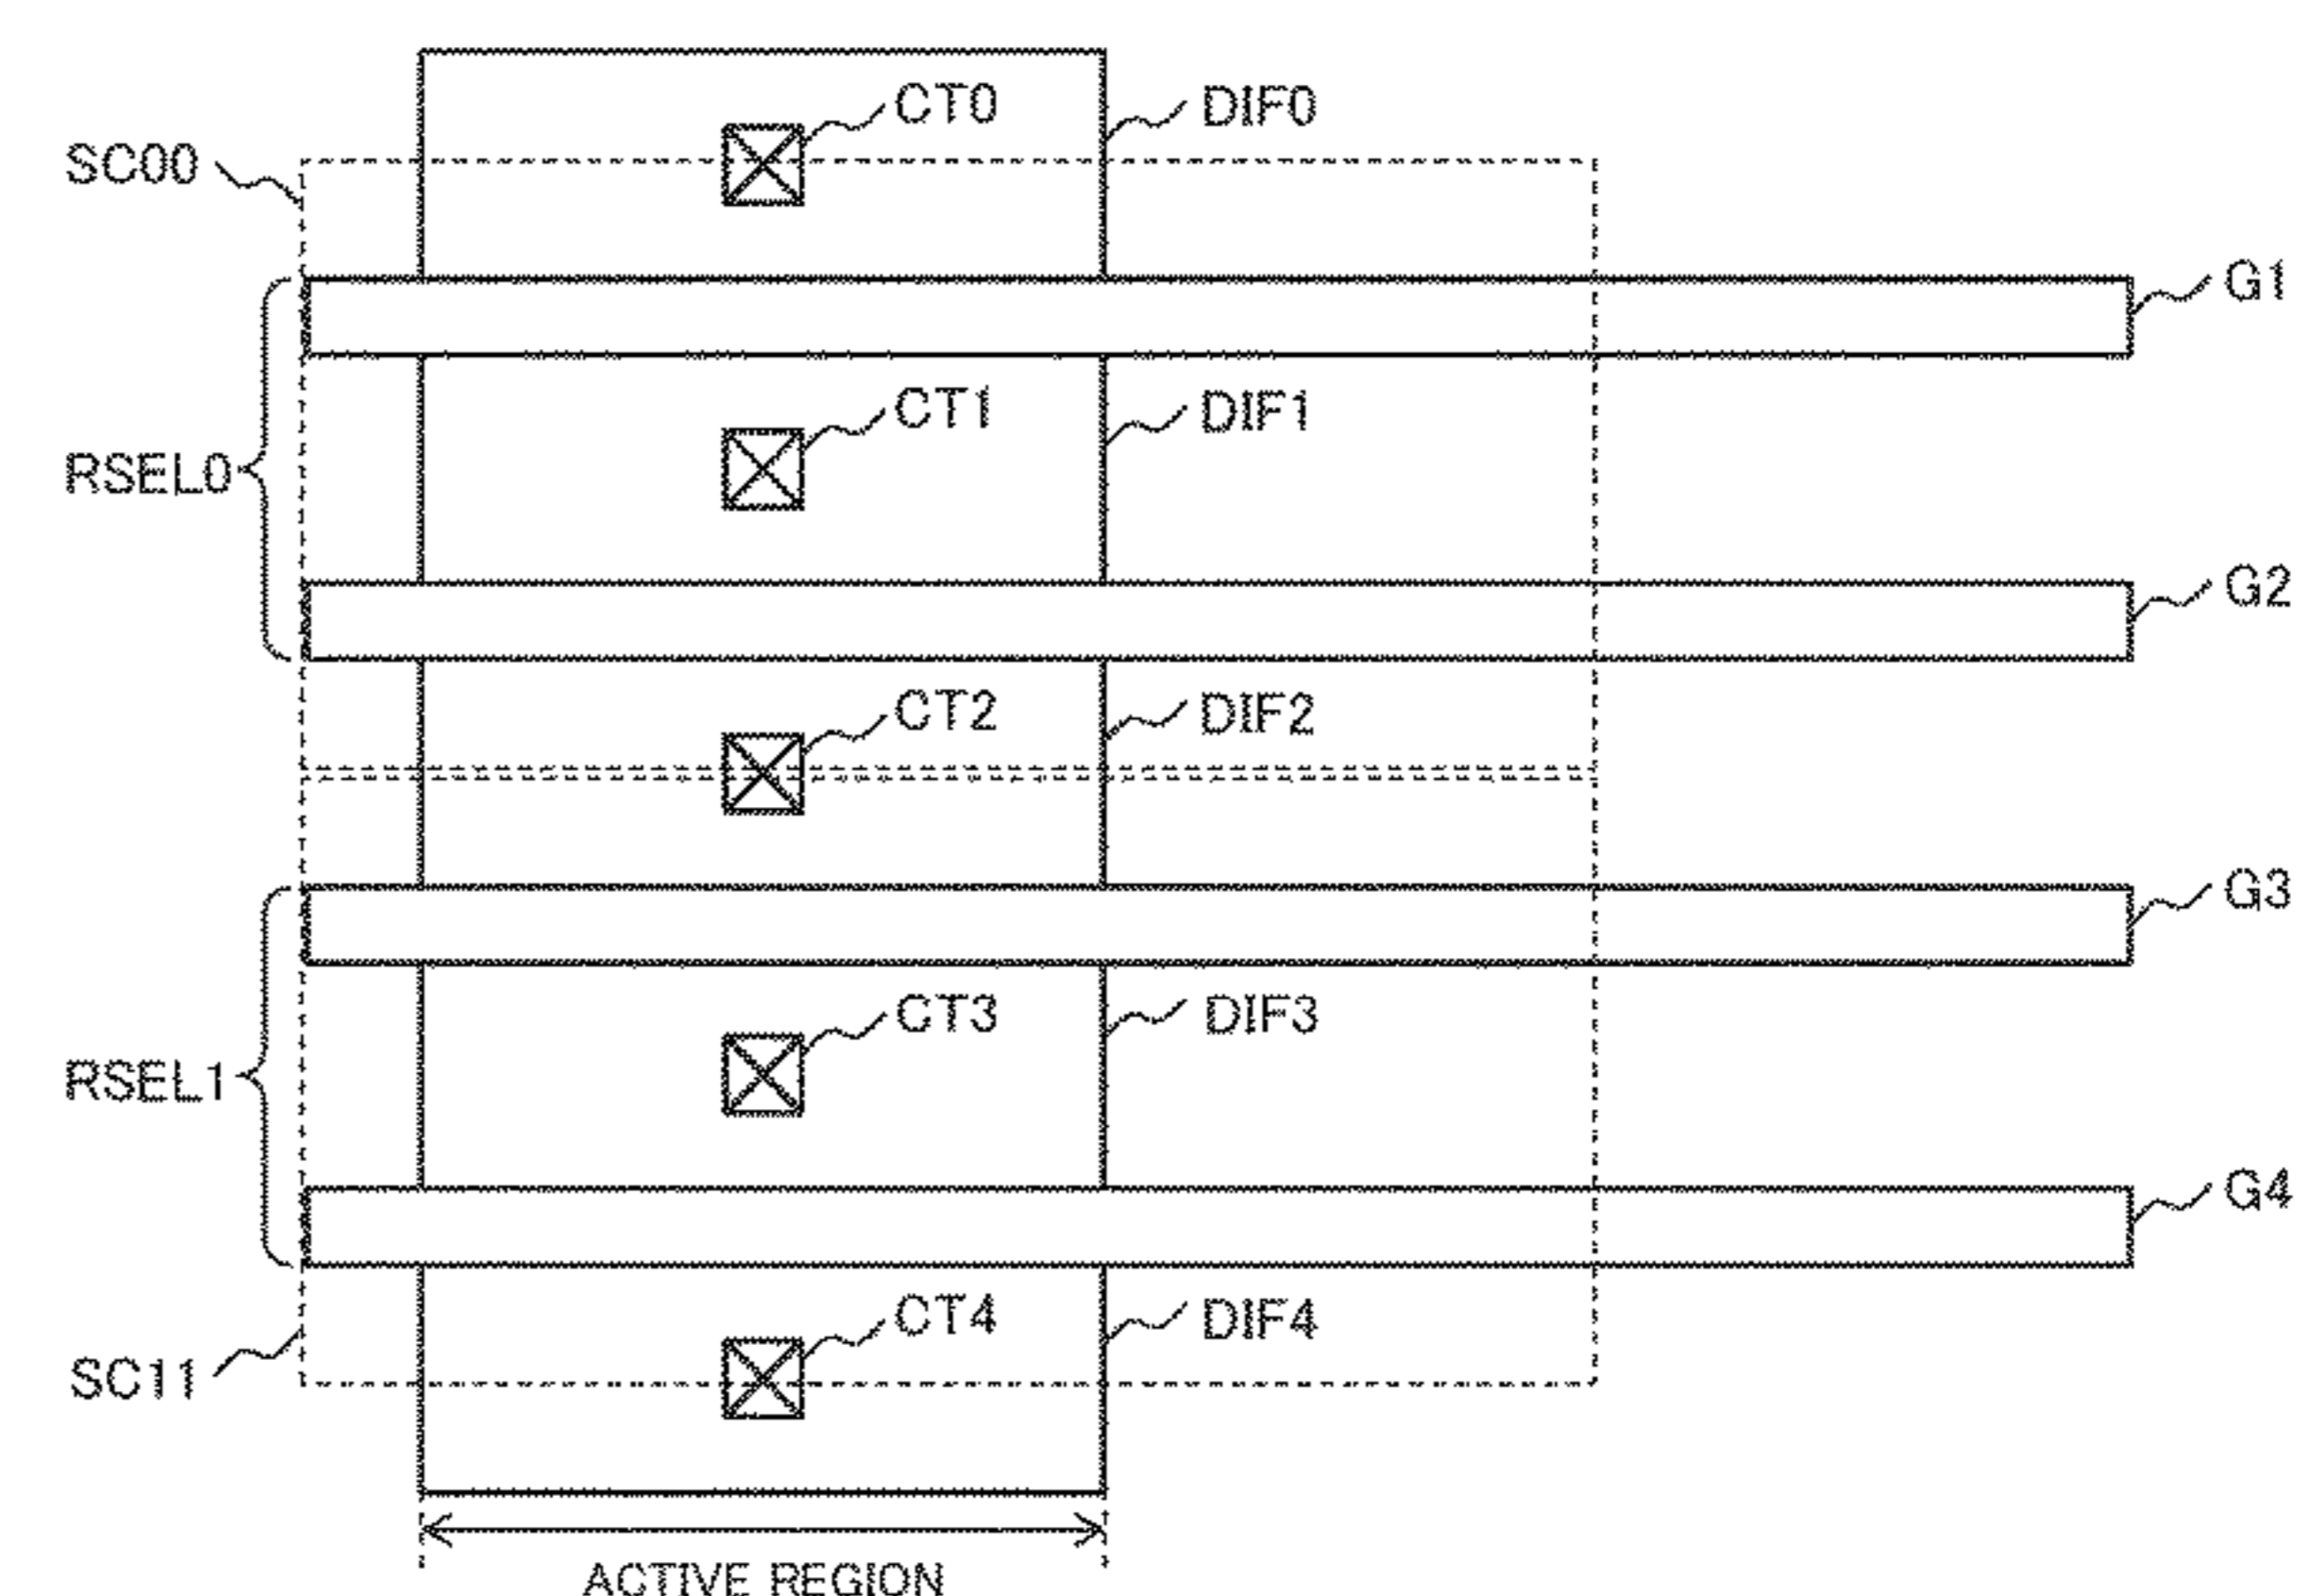 CT0
DIF0
SC00
G1
CT1
DIF1
RSEL0
G2
CT2
DIF2
G3
CT3
DIF3
RSEL1
G4
CT4
DIF4
SC11
ACTIVE REGION